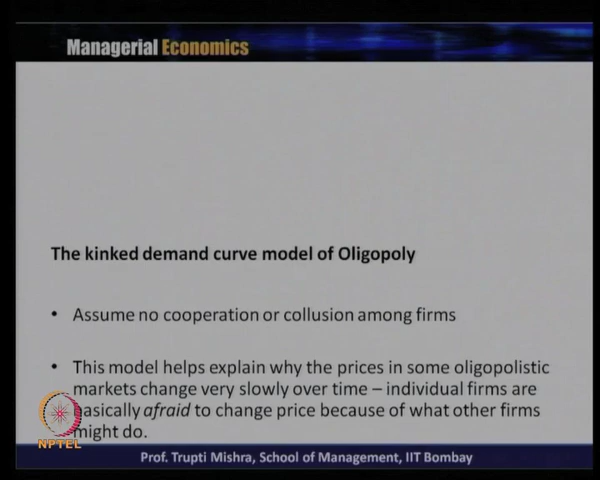 Managerial Economics
The kinked demand curve model of Oligopoly
• Assume no cooperation or collusion among firms
• This model helps explain why the prices in some oligopolistic
markets change very slowly over time – individual firms are
basically afraid to change price because of what other firms
might do.
NPTEL
Prof. Trupti Mishra, School of Management, IIT Bombay